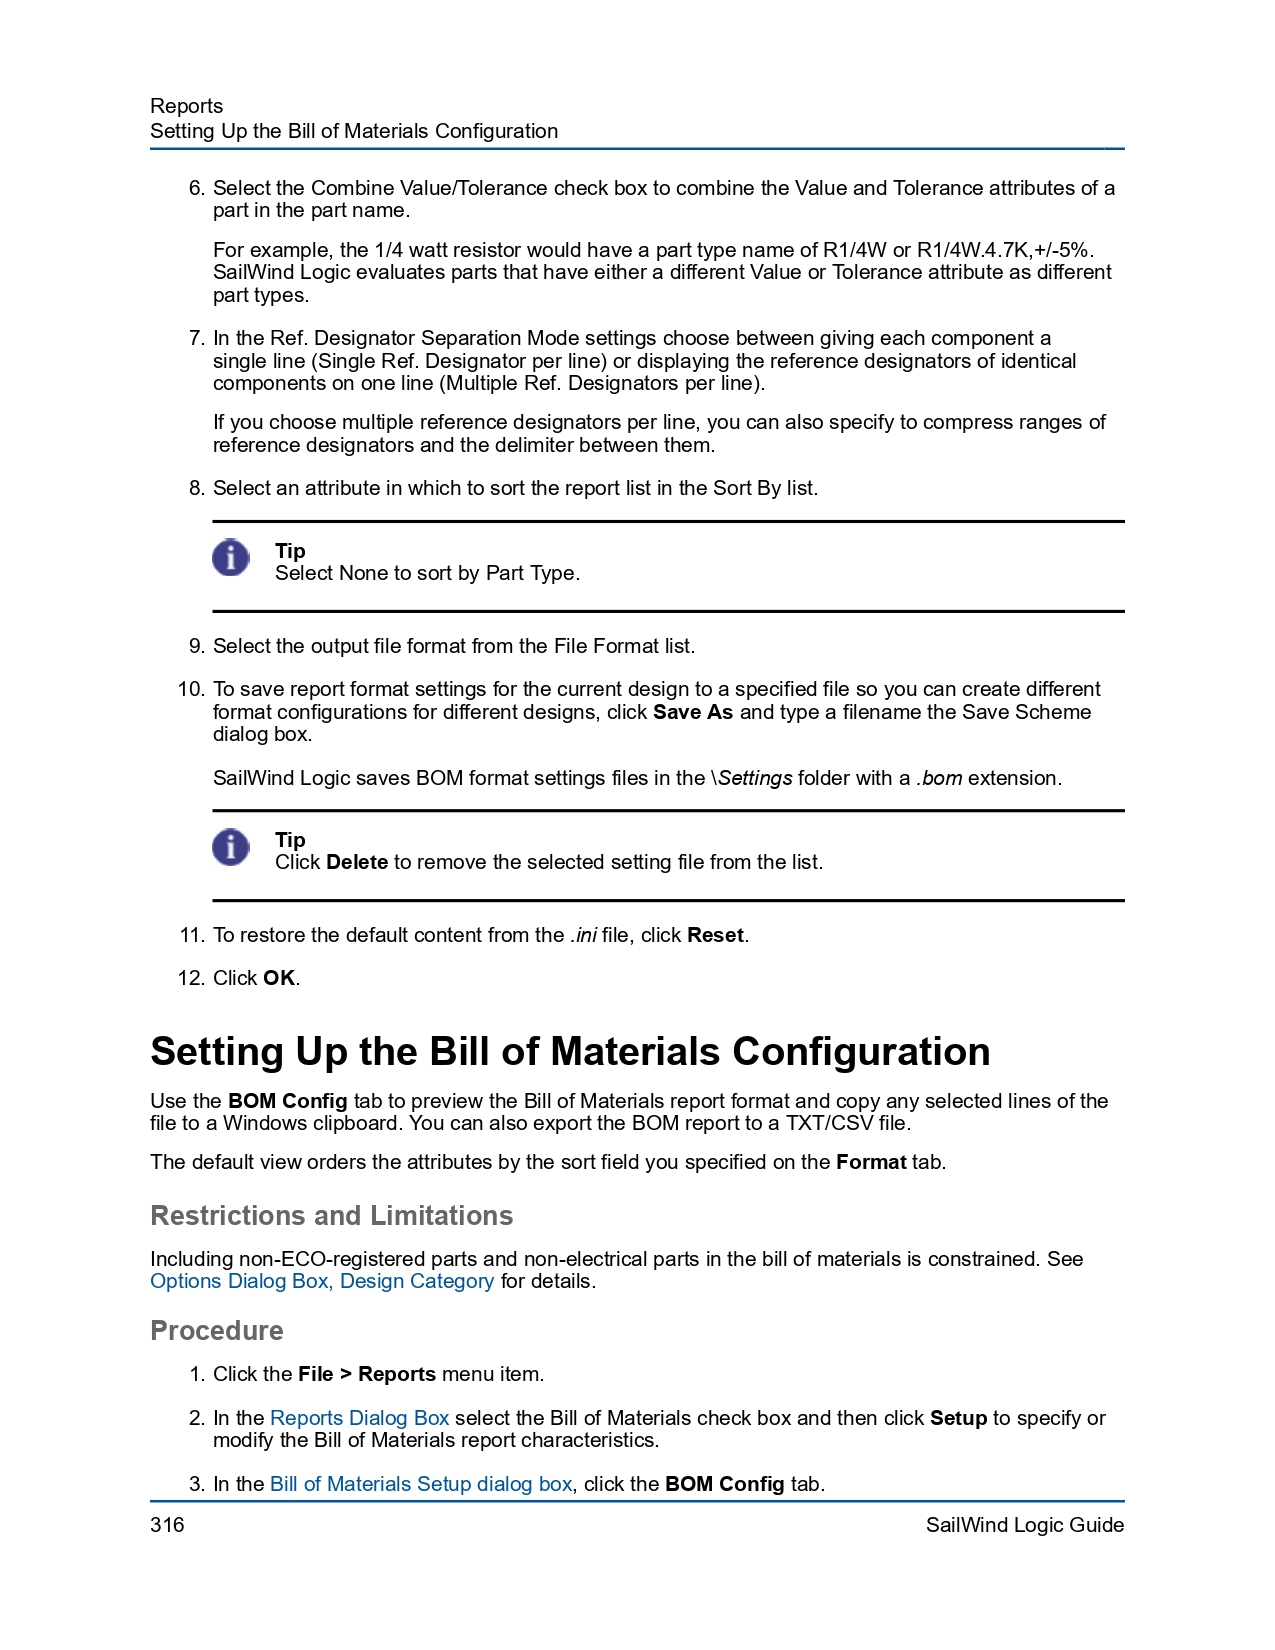 Reports
Setting Up the Bill of Materials Configuration
6. Select the Combine Value/Tolerance check box to combine the Value and Tolerance attributes of a
part in the part name.
For example, the 1/4 watt resistor would have a part type name of R1/4W or R1/4W.4.7K,+/-5%.
SailWind Logic evaluates parts that have either a different Value or Tolerance attribute as different
part types.
7. In the Ref. Designator Separation Mode settings choose between giving each component a
single line (Single Ref. Designator per line) or displaying the reference designators of identical
components on one line (Multiple Ref. Designators per line).
If you choose multiple reference designators per line, you can also specify to compress ranges of
reference designators and the delimiter between them.
8. Select an attribute in which to sort the report list in the Sort By list.
Tip
Select None to sort by Part Type.
9. Select the output file format from the File Format list.
10. To save report format settings for the current design to a specified file so you can create different
format configurations for different designs, click Save As and type a filename the Save Scheme
dialog box.
SailWind Logic saves BOM format settings files in the \Settings folder with a .bom extension.
Tip
Click Delete to remove the selected setting file from the list.
11. To restore the default content from the .ini file, click Reset.
12. Click OK.
Setting Up the Bill of Materials Configuration
Use the BOM Config tab to preview the Bill of Materials report format and copy any selected lines of the
file to a Windows clipboard. You can also export the BOM report to a TXT/CSV file.
The default view orders the attributes by the sort field you specified on the Format tab.
Restrictions and Limitations
Including non-ECO-registered parts and non-electrical parts in the bill of materials is constrained. See
Options Dialog Box, Design Category for details.
Procedure
1. Click the File > Reports menu item.
2. In the Reports Dialog Box select the Bill of Materials check box and then click Setup to specify or
modify the Bill of Materials report characteristics.
3. In the Bill of Materials Setup dialog box, click the BOM Config tab.
316
SailWind Logic Guide